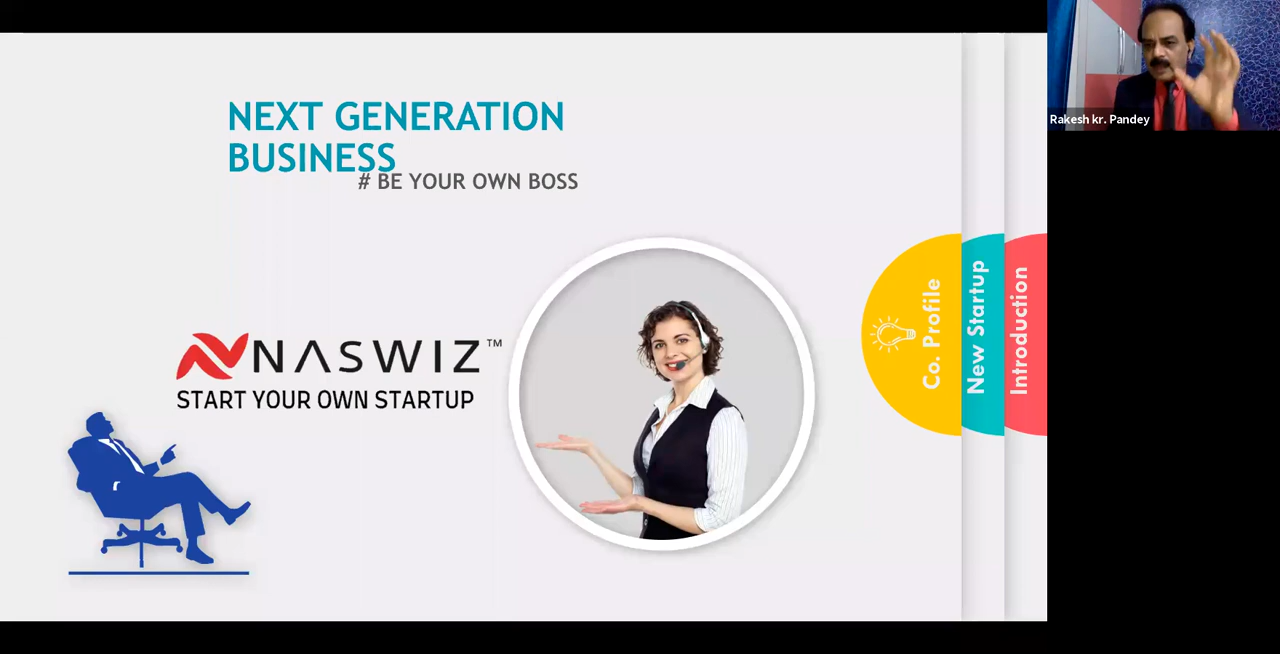 NEXT GENERATION
BUSINESS
# BE YOUR OWN BOSS
NASWIZ™
START YOUR OWN STARTUP
Co. Profile
New Startup
Introduction
Rakesh kr. Pandey